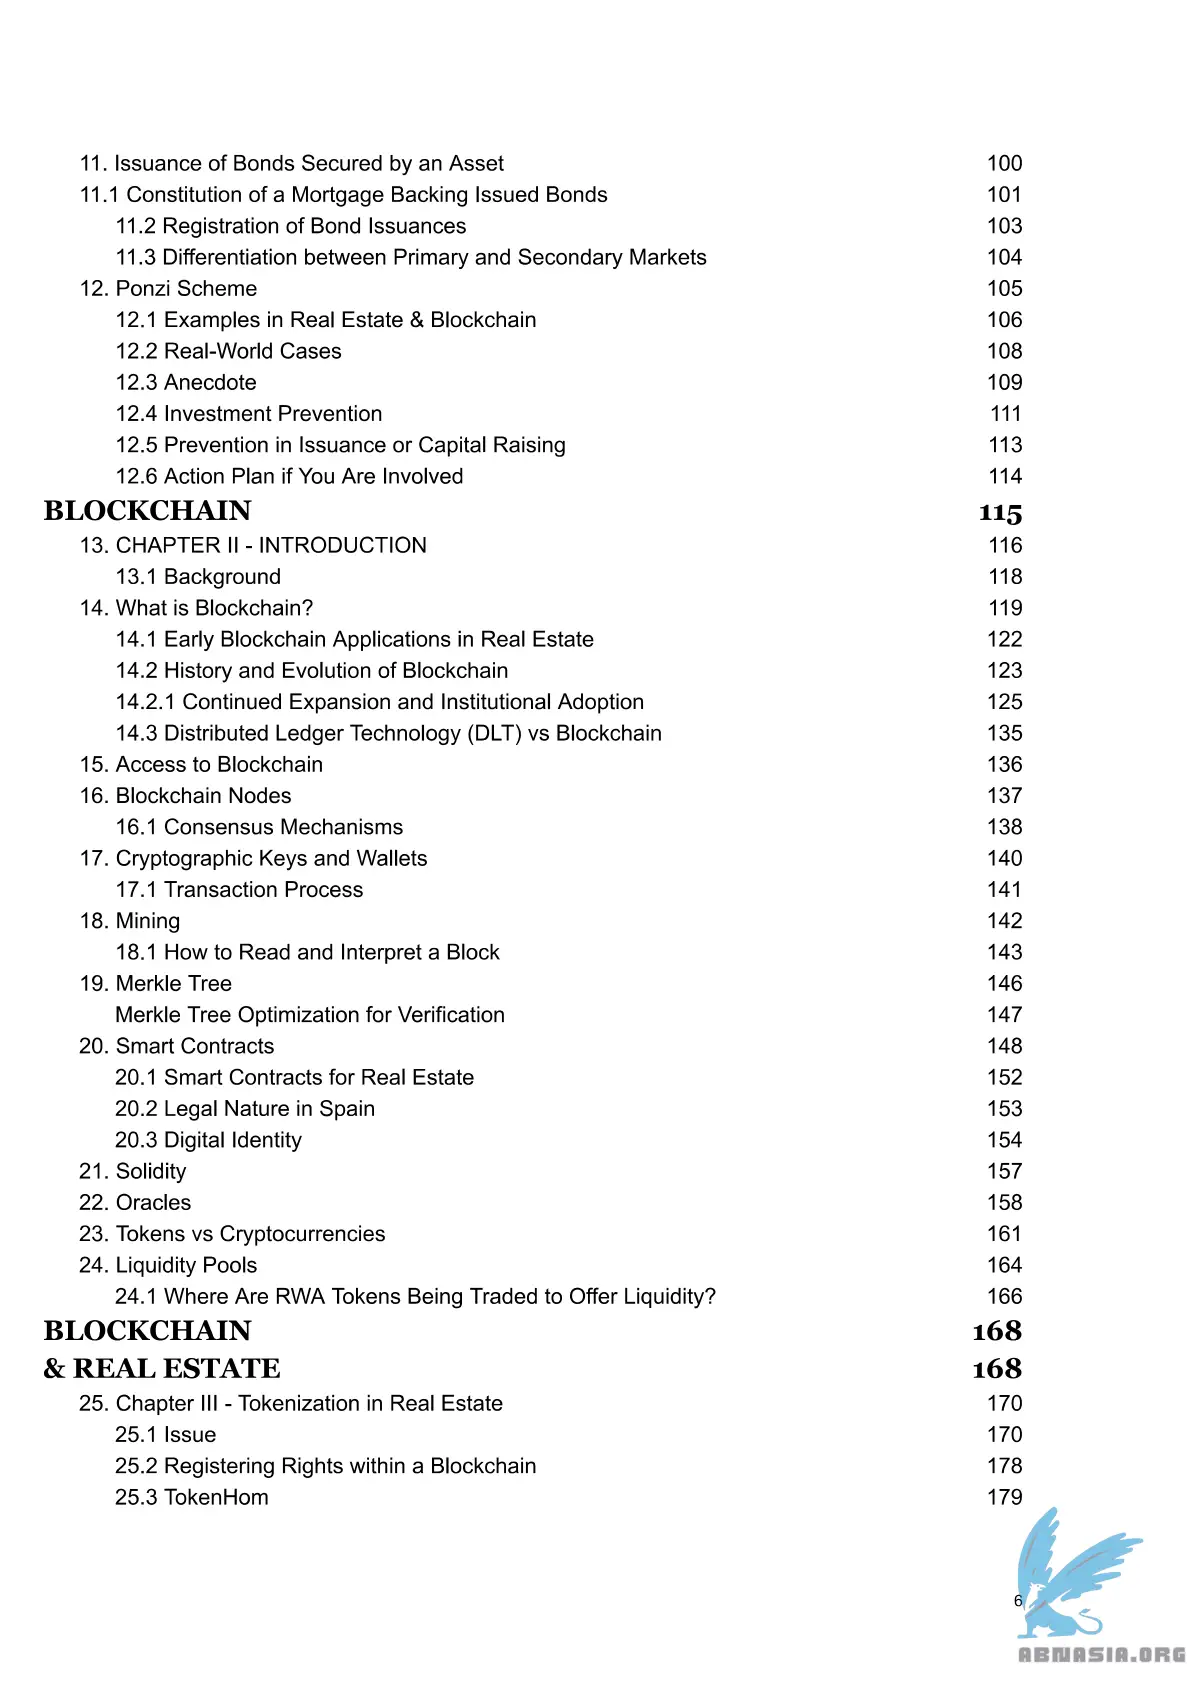 11. Issuance of Bonds Secured by an Asset 100
11.1 Constitution of a Mortgage Backing Issued Bonds 101
11.2 Registration of Bond Issuances 103
11.3 Differentiation between Primary and Secondary Markets 104
12. Ponzi Scheme 105
12.1 Examples in Real Estate & Blockchain 106
12.2 Real-World Cases 108
12.3 Anecdote 109
12.4 Investment Prevention 111
12.5 Prevention in Issuance or Capital Raising 113
12.6 Action Plan if You Are Involved 114
BLOCKCHAIN 115
13. CHAPTER II - INTRODUCTION 116
13.1 Background 118
14. What is Blockchain? 119
14.1 Early Blockchain Applications in Real Estate 122
14.2 History and Evolution of Blockchain 123
14.2.1 Continued Expansion and Institutional Adoption 125
14.3 Distributed Ledger Technology (DLT) vs Blockchain 135
15. Access to Blockchain 136
16. Blockchain Nodes 137
16.1 Consensus Mechanisms 138
17. Cryptographic Keys and Wallets 140
17.1 Transaction Process 141
18. Mining 142
18.1 How to Read and Interpret a Block 143
19. Merkle Tree 146
Merkle Tree Optimization for Verification 147
20. Smart Contracts 148
20.1 Smart Contracts for Real Estate 152
20.2 Legal Nature in Spain 153
20.3 Digital Identity 154
21. Solidity 157
22. Oracles 158
23. Tokens vs Cryptocurrencies 161
24. Liquidity Pools 164
24.1 Where Are RWA Tokens Being Traded to Offer Liquidity? 166
BLOCKCHAIN 168
& REAL ESTATE 168
25. Chapter III - Tokenization in Real Estate 170
25.1 Issue 170
25.2 Registering Rights within a Blockchain 178
25.3 TokenHom 179
6
ABNASIA.ORG